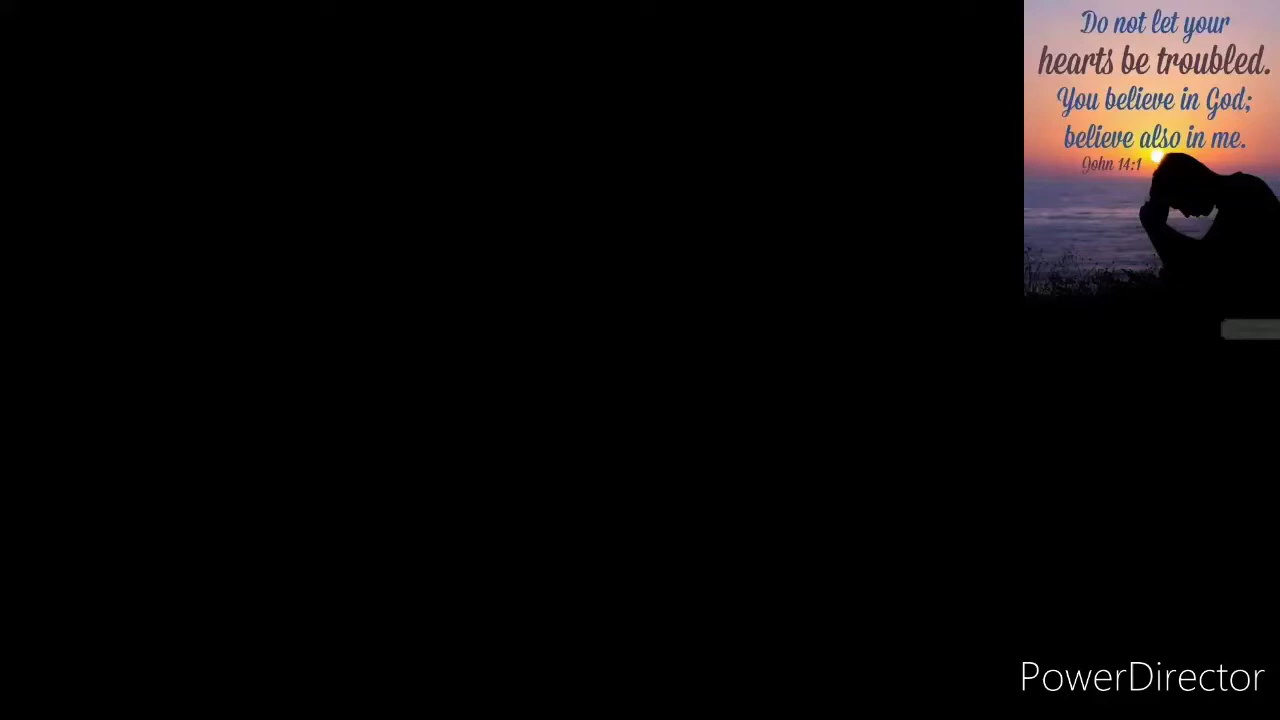 Do not let your
hearts be troubled.
You believe in God;
believe also in me.
John 14:1
PowerDirector